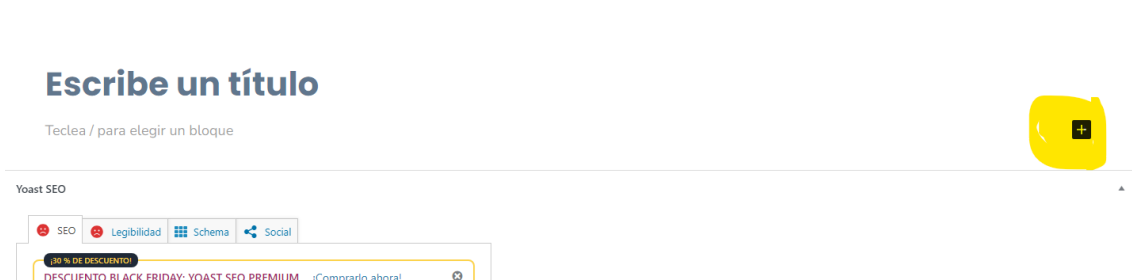 Escribe un título
Teclea / para elegir un bloque
Yoast SEO
SEO Legibilidad Schema Social
¡30 % DE DESCUENTO!
DESCUENTO BLACK FRIDAY: YOAST SEO PREMIUM ¡Comprarlo ahora!